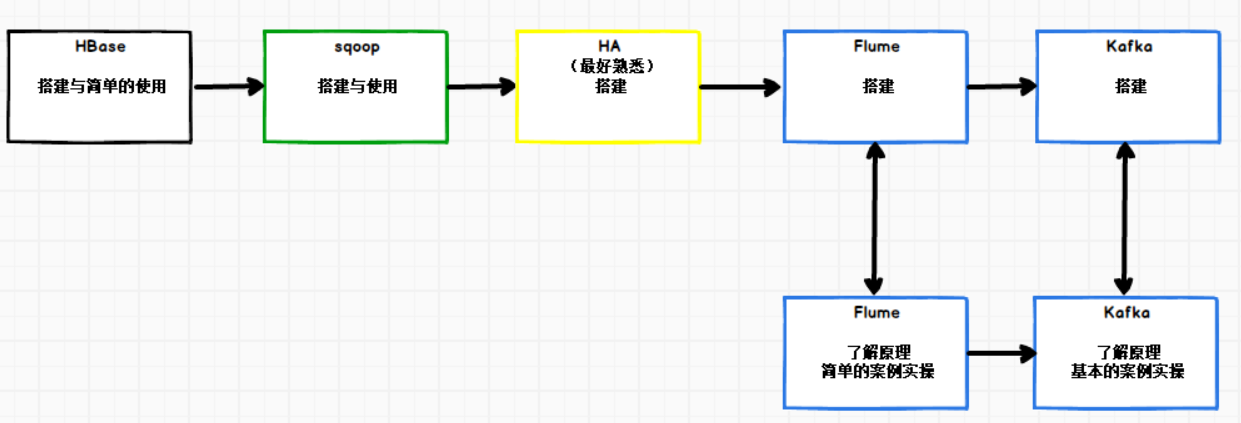 HBase
搭建与简单的使用
sqoop
搭建与使用
HA
（最好熟悉）
搭建
Flume
搭建
Kafka
搭建
Flume
了解原理
简单的案例实操
Kafka
了解原理
基本的案例实操